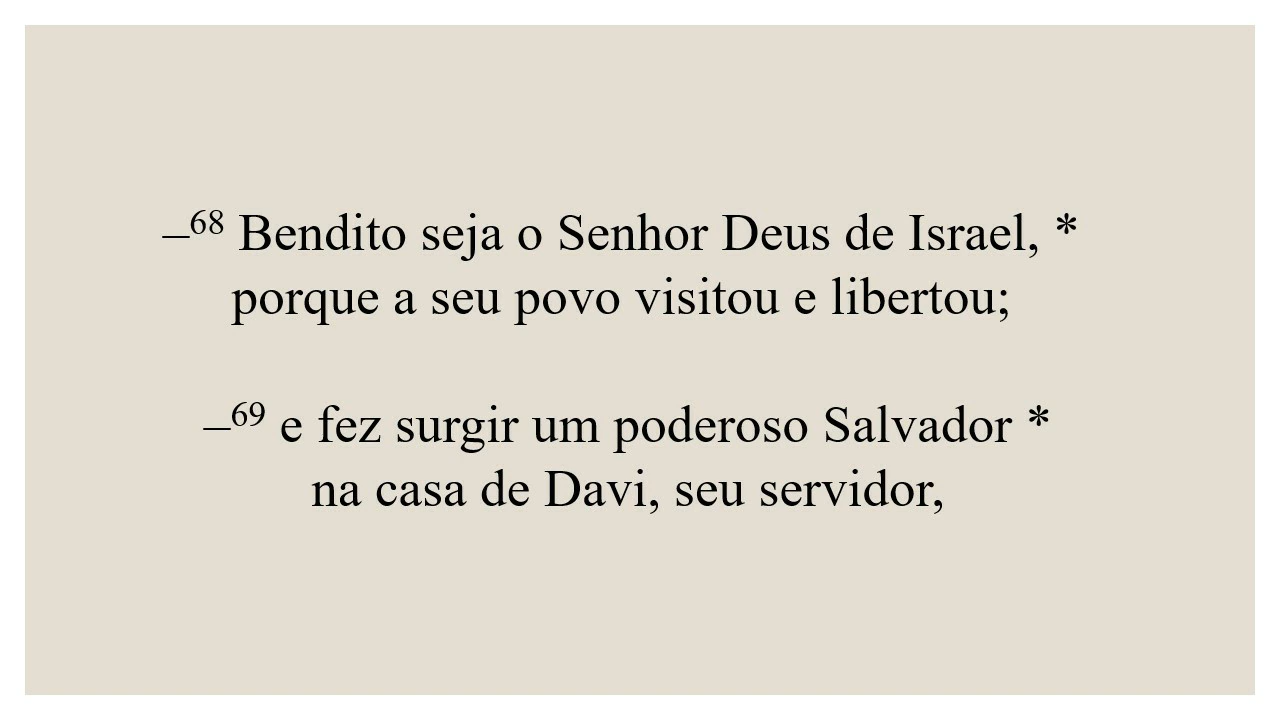 –⁶⁸ Bendito seja o Senhor Deus de Israel, *
porque a seu povo visitou e libertou;
–⁶⁹ e fez surgir um poderoso Salvador *
na casa de Davi, seu servidor,